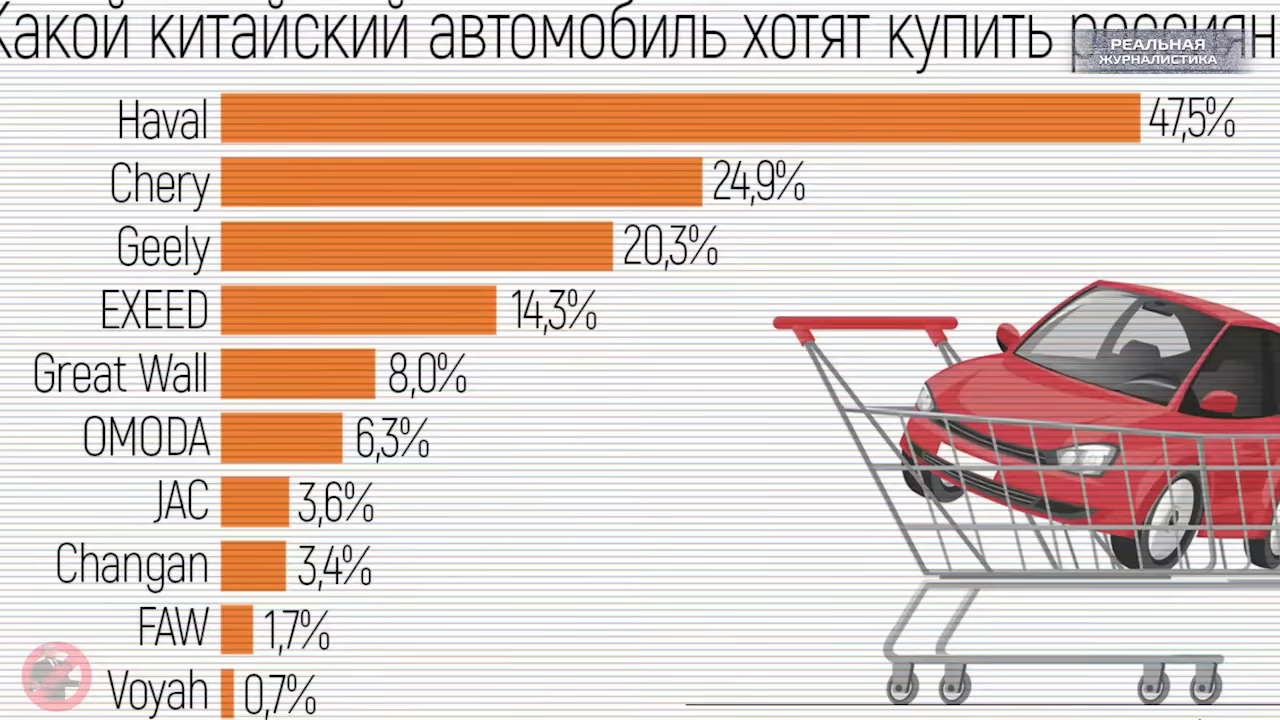 Какой китайский автомобиль хотят купить
РЕАЛЬНАЯ
ЖУРНАЛИСТИКА
Haval 47,5%
Chery 24,9%
Geely 20,3%
EXEED 14,3%
Great Wall 8,0%
OMODA 6,3%
JAC 3,6%
Changan 3,4%
FAW 1,7%
Voyah 0,7%